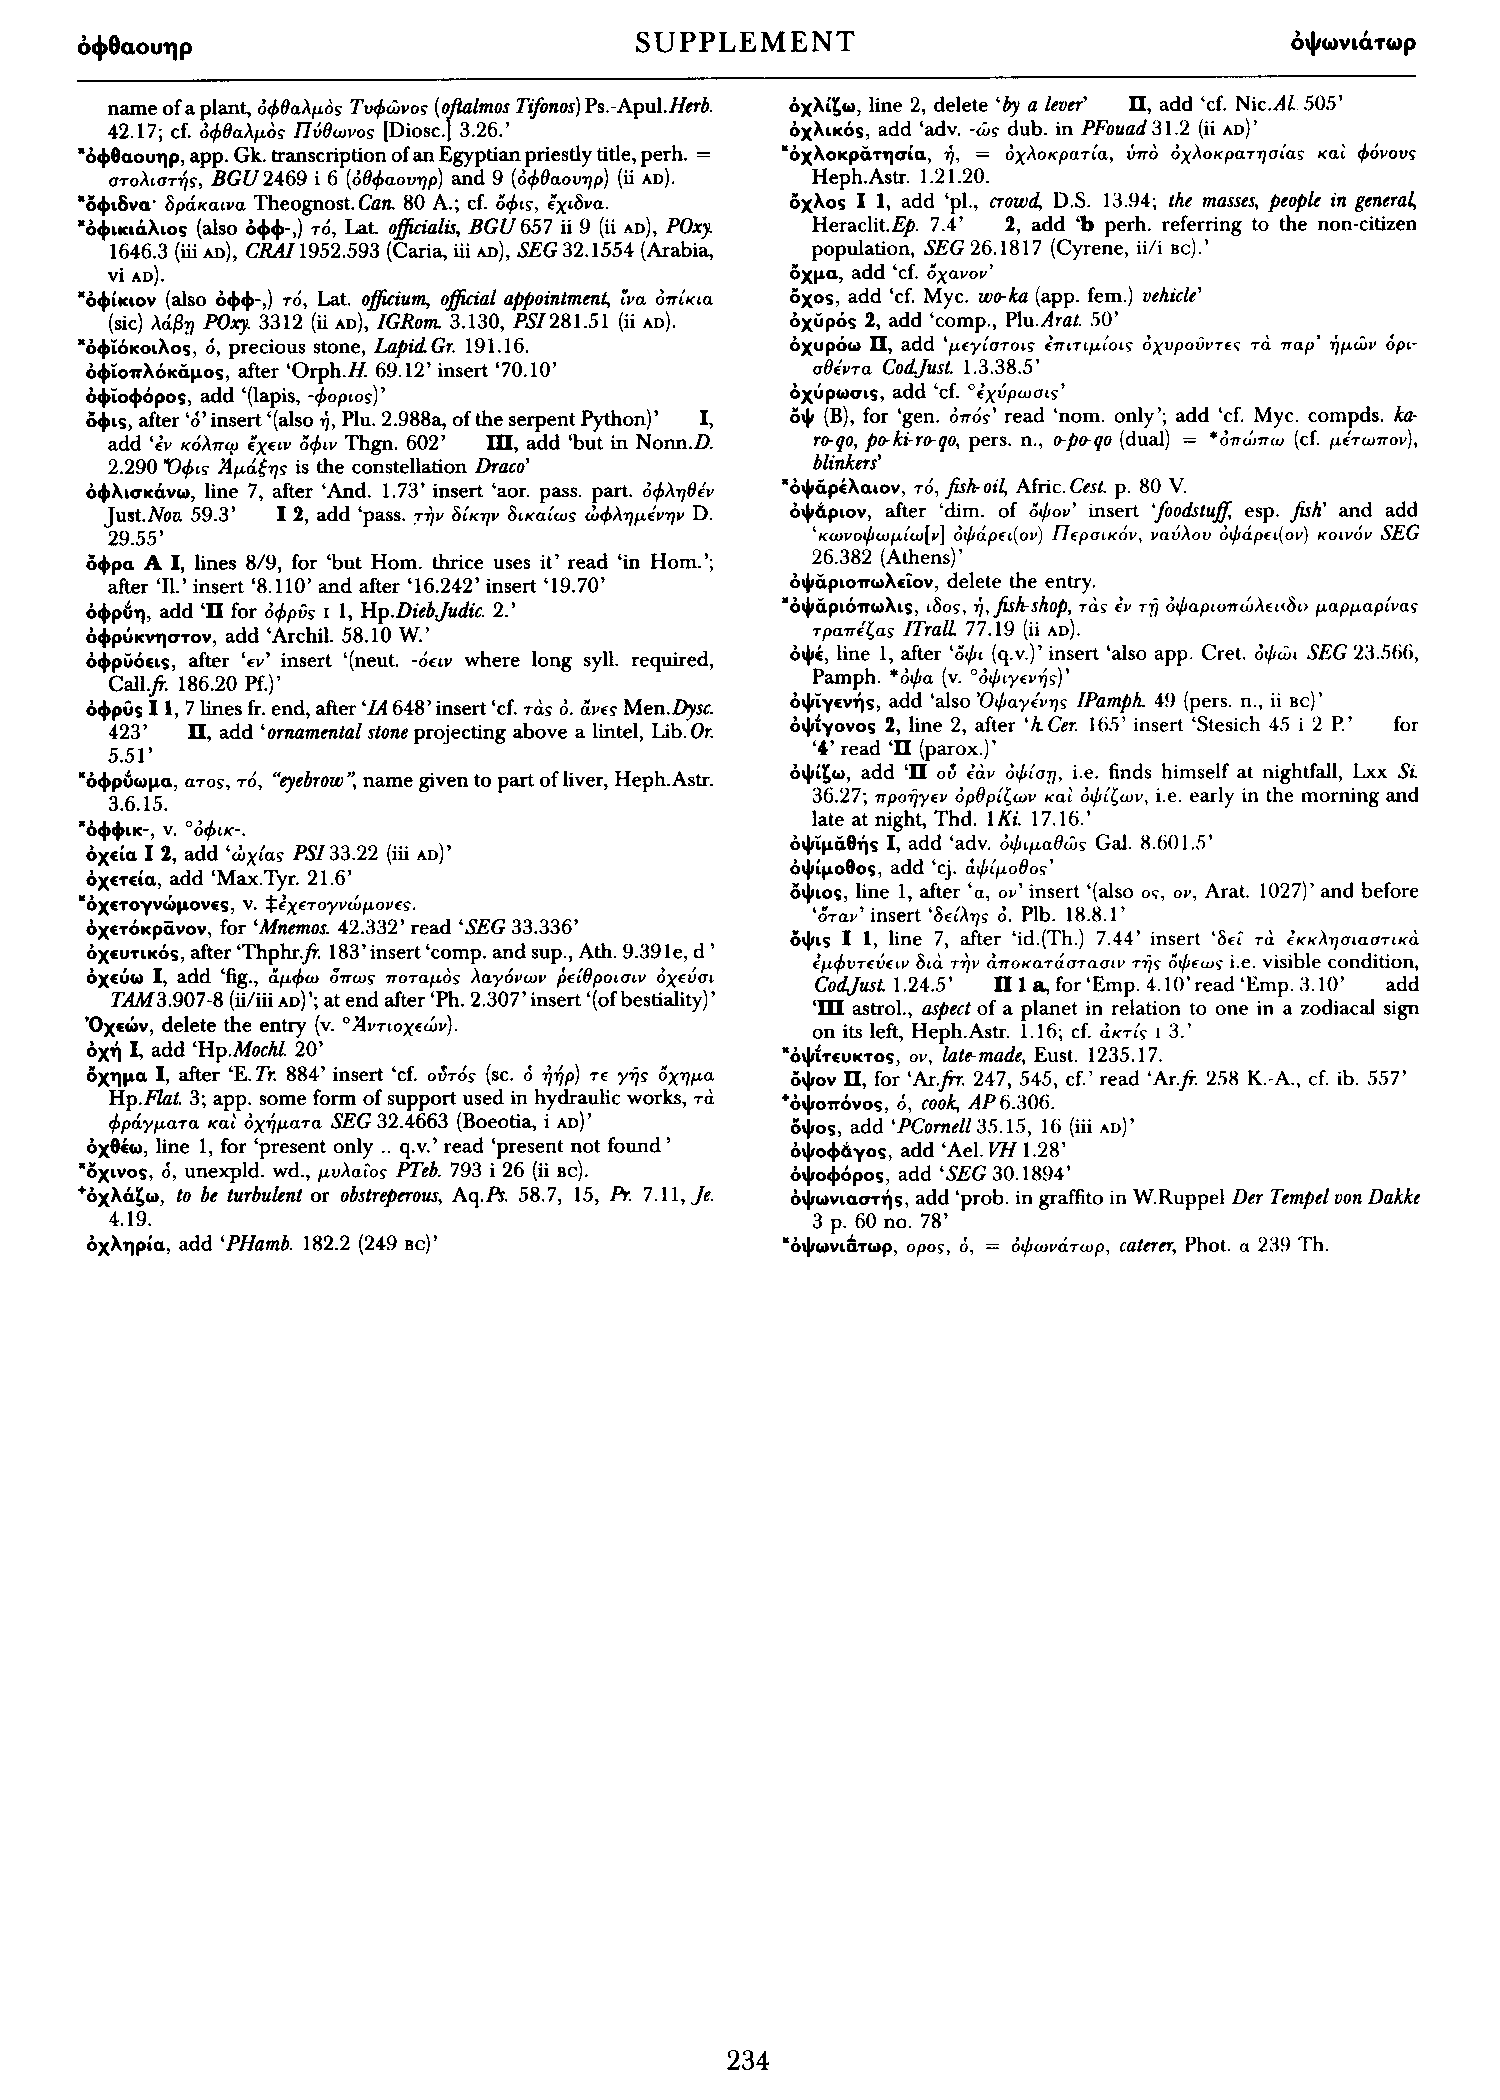 ὀφθαουηρ
SUPPLEMENT
ὀψωνιάτωρ
name of a plant, ὀφθαλμὸς Τυφῶνος (oftalmos Tifonos) Ps.-Apul.Herb.
42.17; cf. ὀφθαλμὸς Πύθωνος [Diosc.] 3.26.’
*ὀφθαουηρ, app. Gk. transcription of an Egyptian priestly title, perh. =
στολιστής, BGU 2469 i 6 (ὀθφαουηρ) and 9 (ὀφθαουηρ) (ii AD).
*ὄφιδνα· δράκαινα Theognost.Can. 80 A.; cf. ὄφις, ἔχιδνα.
*ὀφικιάλιος (also ὀφφ-,) τό, Lat. officialis, BGU 657 ii 9 (ii AD), POxy.
1646.3 (iii AD), CRAI 1952.593 (Caria, iii AD), SEG 32.1554 (Arabia,
vi AD).
*ὀφίκιον (also ὀφφ-,) τό, Lat. officium, official appointment, ἵνα ὀπίκια
(sic) λάβῃ POxy. 3312 (ii AD), IGRom. 3.130, PSI 281.51 (ii AD).
*ὀφῐόκοιλος, ὁ, precious stone, Lapid.Gr. 191.16.
ὀφῐοπλόκᾰμος, after ‘Orph.H. 69.12’ insert ‘70.10’
ὀφῐοφόρος, add ‘(lapis, -φοριος)’
ὄφις, after ‘ὁ’ insert ‘(also ἡ, Plu. 2.988a, of the serpent Python)’ I,
add ‘ἐν κόλπῳ ἔχειν ὄφιν Thgn. 602’ III, add ‘but in Nonn.D.
2.290 Ὄφις Ἁμάξης is the constellation Draco’
ὀφλισκάνω, line 7, after ‘And. 1.73’ insert ‘aor. pass. part. ὀφληθέν
Just.Nov. 59.3’ I 2, add ‘pass. τὴν δίκην δικαίως ὠφλημένην D.
29.55’
ὄφρα A I, lines 8/9, for ‘but Hom. thrice uses it’ read ‘in Hom.’;
after ‘Il.’ insert ‘8.110’ and after ‘16.242’ insert ‘19.70’
ὀφρύη, add ‘II for ὀφρῦς I 1, Hp.Dieb.Judic. 2.’
ὀφρύκνηστον, add ‘Archil. 58.10 W.’
ὀφρῠόεις, after ‘εν’ insert ‘(neut. -όειν where long syll. required,
Call.fr. 186.20 Pf.)’
ὀφρῦς I 1, 7 lines fr. end, after ‘IA 648’ insert ‘cf. τὰς ὀ. ἄνες Men.Dysc.
423’ II, add ‘ornamental stone projecting above a lintel, Lib.Or.
5.51’
*ὀφρύωμα, ατος, τό, “eyebrow”, name given to part of liver, Heph.Astr.
3.6.15.
*ὀφφικ-, v. °ὀφικ-.
ὀχεία I 2, add ‘ὠχίας PSI 33.22 (iii AD)’
ὀχετεία, add ‘Max.Tyr. 21.6’
*ὀχετογνώμονες, v. ‡ἐχετογνώμονες.
ὀχετόκρᾱνον, for ‘Mnemos. 42.332’ read ‘SEG 33.336’
ὀχευτικός, after ‘Thphr.fr. 183’ insert ‘comp. and sup., Ath. 9.391e, d’
ὀχεύω I, add ‘fig., ἄμφω ὅπως ποταμὸς λαγόνων ῥείθροισιν ὀχεύσι
TAM 3.907-8 (ii/iii AD)’; at end after ‘Ph. 2.307’ insert ‘(of bestiality)’
Ὀχεών, delete the entry (v. °Ἀντιοχεών).
ὀχή I, add ‘Hp.Mochl. 20’
ὄχημα I, after ‘E.Tr. 884’ insert ‘cf. οὗτός (sc. ὁ ἠήρ) τε γῆς ὄχημα
Hp.Flat. 3; app. some form of support used in hydraulic works, τὰ
φράγματα καὶ ὀχήματα SEG 32.4663 (Boeotia, i AD)’
ὀχθέω, line 1, for ‘present only .. q.v.’ read ‘present not found’
*ὄχινος, ὁ, unexpld. wd., μυλαῖος PTeb. 793 i 26 (ii BC).
⁺ὀχλάζω, to be turbulent or obstreperous, Aq.Ps. 58.7, 15, Pr. 7.11, Je.
4.19.
ὀχληρία, add ‘PHamb. 182.2 (249 BC)’
ὀχλίζω, line 2, delete ‘by a lever’ II, add ‘cf. Nic.Al. 505’
ὀχλικός, add ‘adv. -ῶς dub. in PFouad 31.2 (ii AD)’
*ὀχλοκρᾰτησία, ἡ, = ὀχλοκρατία, ὑπὸ ὀχλοκρατησίας καὶ φόνους
Heph.Astr. 1.21.20.
ὄχλος I 1, add ‘pl., crowd, D.S. 13.94; the masses, people in general,
Heraclit.Ep. 7.4’ 2, add ‘b perh. referring to the non-citizen
population, SEG 26.1817 (Cyrene, ii/i BC).’
ὄχμα, add ‘cf. ὄχανον’
ὄχος, add ‘cf. Myc. wo-ka (app. fem.) vehicle’
ὀχῠρός 2, add ‘comp., Plu.Arat. 50’
ὀχυρόω II, add ‘μεγίστοις ἐπιτιμίοις ὀχυροῦντες τὰ παρ’ ἡμῶν ὁρι-
σθέντα Cod.Just. 1.3.38.5’
ὀχύρωσις, add ‘cf. °ἐχύρωσις’
ὄψ (B), for ‘gen. ὀπός’ read ‘nom. only’; add ‘cf. Myc. compds. ka-
ro-qo, po-ki-ro-qo, pers. n., o-po-qo (dual) = *ὀπώπω (cf. μέτωπον),
blinkers’
*ὀψᾰρέλαιον, τό, fish-oil, Afric.Cest. p. 80 V.
ὀψάριον, after ‘dim. of ὄψον’ insert ‘foodstuff, esp. fish’ and add
‘κωνοψωμίω[ν] ὀψάρει(ον) Περσικόν, ναύλου ὀψάρει(ον) κοινόν SEG
26.382 (Athens)’
ὀψᾰριοπωλεῖον, delete the entry.
*ὀψᾰριόπωλις, ιδος, ἡ, fish-shop, τὰς ἐν τῇ ὀψαριοπώλει‹δι› μαρμαρίνας
τραπέζας ITrall. 77.19 (ii AD).
ὀψέ, line 1, after ‘ὄψι (q.v.)’ insert ‘also app. Cret. ὀψῶι SEG 23.566,
Pamph. *ὀψα (v. °ὀψιγενής)’
ὀψῐγενής, add ‘also Ὀψαγένης IPamph. 49 (pers. n., ii BC)’
ὀψίγονος 2, line 2, after ‘h.Cer. 165’ insert ‘Stesich 45 i 2 P.’ for
‘4’ read ‘II (parox.)’
ὀψίζω, add ‘II οὗ ἐὰν ὀψίσῃ, i.e. finds himself at nightfall, Lxx Si.
36.27; προῆγεν ὀρθρίζων καὶ ὀψίζων, i.e. early in the morning and
late at night, Thd. 1Ki. 17.16.’
ὀψῐμᾰθής I, add ‘adv. ὀψιμαθῶς Gal. 8.601.5’
ὀψίμοθος, add ‘cj. ἁψίμοθος’
ὄψιος, line 1, after ‘α, ον’ insert ‘(also ος, ον, Arat. 1027)’ and before
‘ὅταν’ insert ‘δείλης ὀ. Plb. 18.8.1’
ὄψις I 1, line 7, after ‘id.(Th.) 7.44’ insert ‘δεῖ τὰ ἐκκλησιαστικὰ
ἐμφυτεύειν διὰ τὴν ἀποκατάστασιν τῆς ὄψεως i.e. visible condition,
Cod.Just. 1.24.5’ II 1 a, for ‘Emp. 4.10’ read ‘Emp. 3.10’ add
‘III astrol., aspect of a planet in relation to one in a zodiacal sign
on its left, Heph.Astr. 1.16; cf. ἀκτίς I 3.’
*ὀψίτευκτος, ον, late-made, Eust. 1235.17.
ὄψον II, for ‘Ar.frr. 247, 545, cf.’ read ‘Ar.fr. 258 K.-A., cf. ib. 557’
⁺ὀψοπόνος, ὁ, cook, AP 6.306.
ὄψος, add ‘PCornell 35.15, 16 (iii AD)’
ὀψοφάγος, add ‘Ael.VH 1.28’
ὀψοφόρος, add ‘SEG 30.1894’
ὀψωνιαστής, add ‘prob. in graffito in W.Ruppel Der Tempel von Dakke
3 p. 60 no. 78’
*ὀψωνιάτωρ, ορος, ὁ, = ὀψωνάτωρ, caterer, Phot. α 239 Th.
234